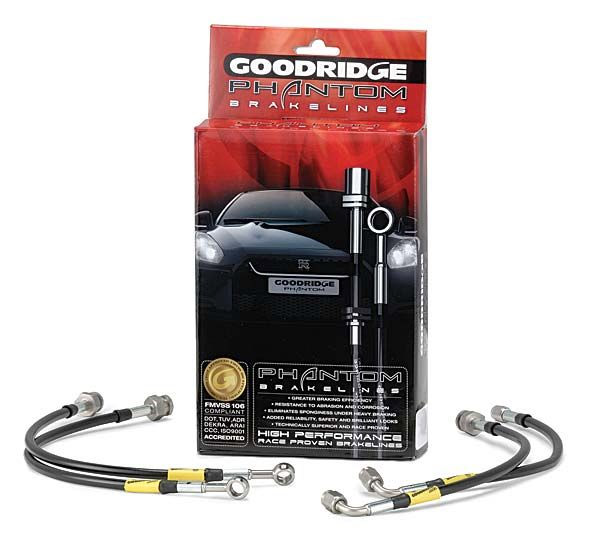 GOODRIDGE
PHANTOM
BRAKELINES
GOODRIDGE
PHANTOM
PHANTOM
BRAKELINES
• GREATER BRAKING EFFICIENCY
• RESISTANCE TO ABRASION AND CORROSION
• ELIMINATES SPONGINESS UNDER HEAVY BRAKING
• ADDED RELIABILITY, SAFETY AND BRILLIANT LOOKS
• TECHNICALLY SUPERIOR AND RACE PROVEN
HIGH PERFORMANCE
RACE PROVEN BRAKELINES
FMVSS 106
COMPLIANT
DOT, TUV, ADR
DEKRA, ARAI
CCC, ISO9001
ACCREDITED